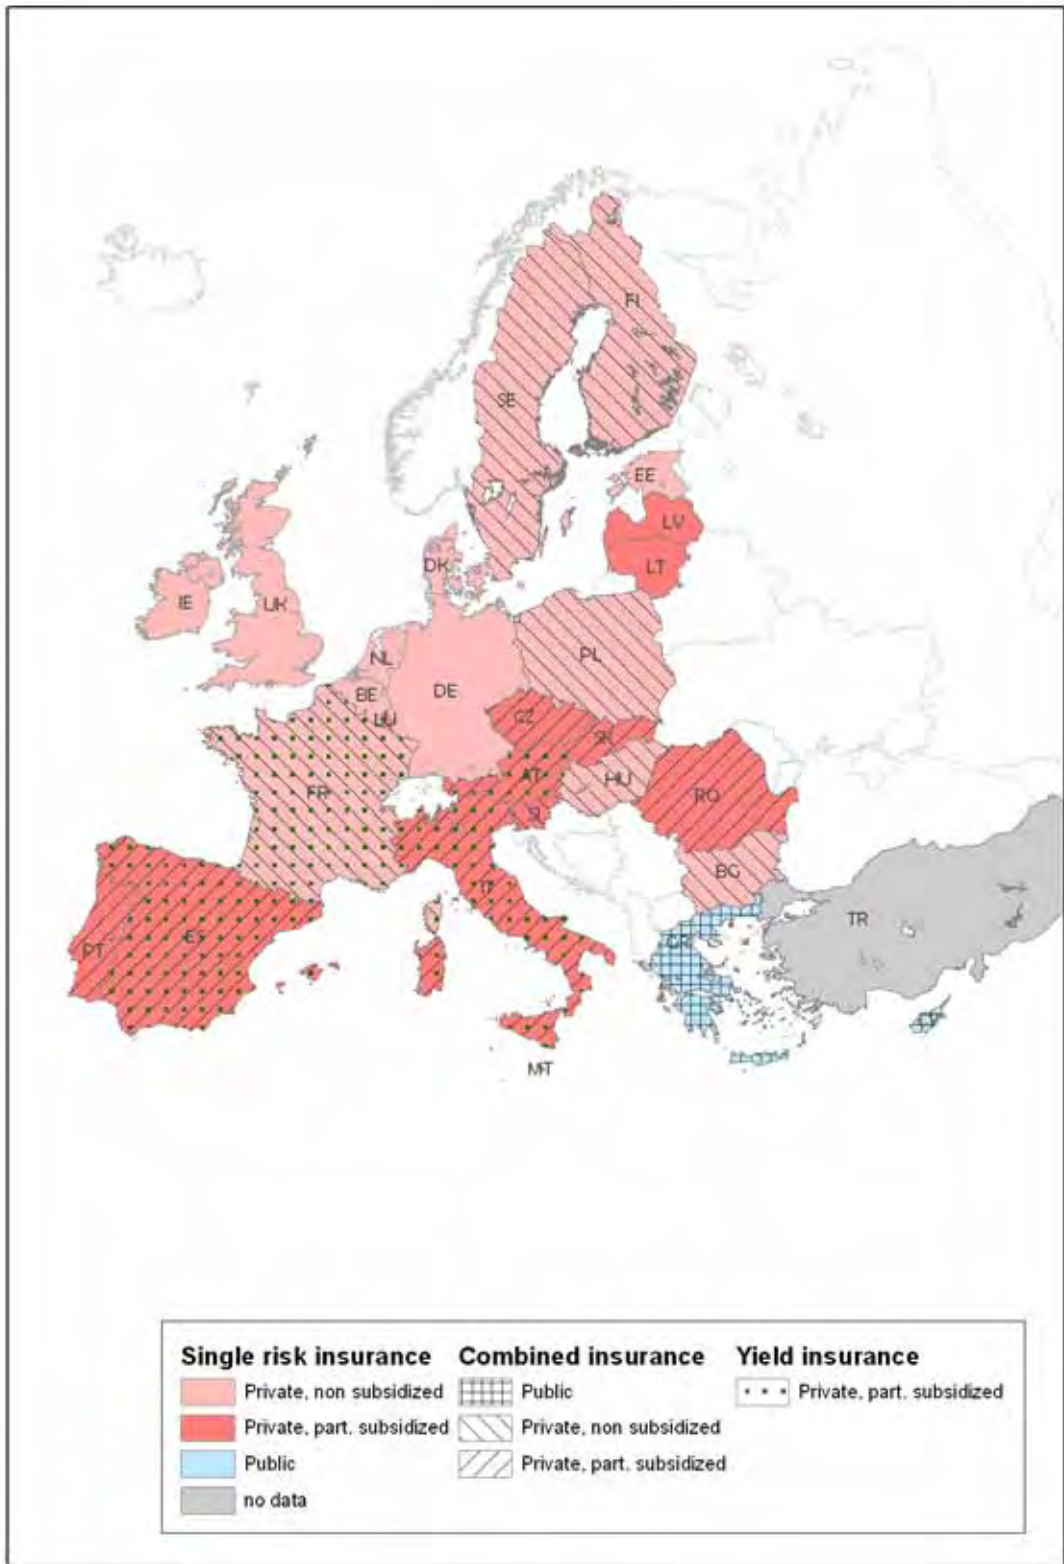 FI
SE
EE
LV
LT
DK
IE
UK
NL
PL
BE
DE
LU
CZ
SK
AT
HU
FR
SI
RO
BG
IT
TR
GR
PT
ES
MT
Single risk insurance
Private, non subsidized
Private, part. subsidized
Public
no data
Combined insurance
Public
Private, non subsidized
Private, part. subsidized
Yield insurance
Private, part. subsidized